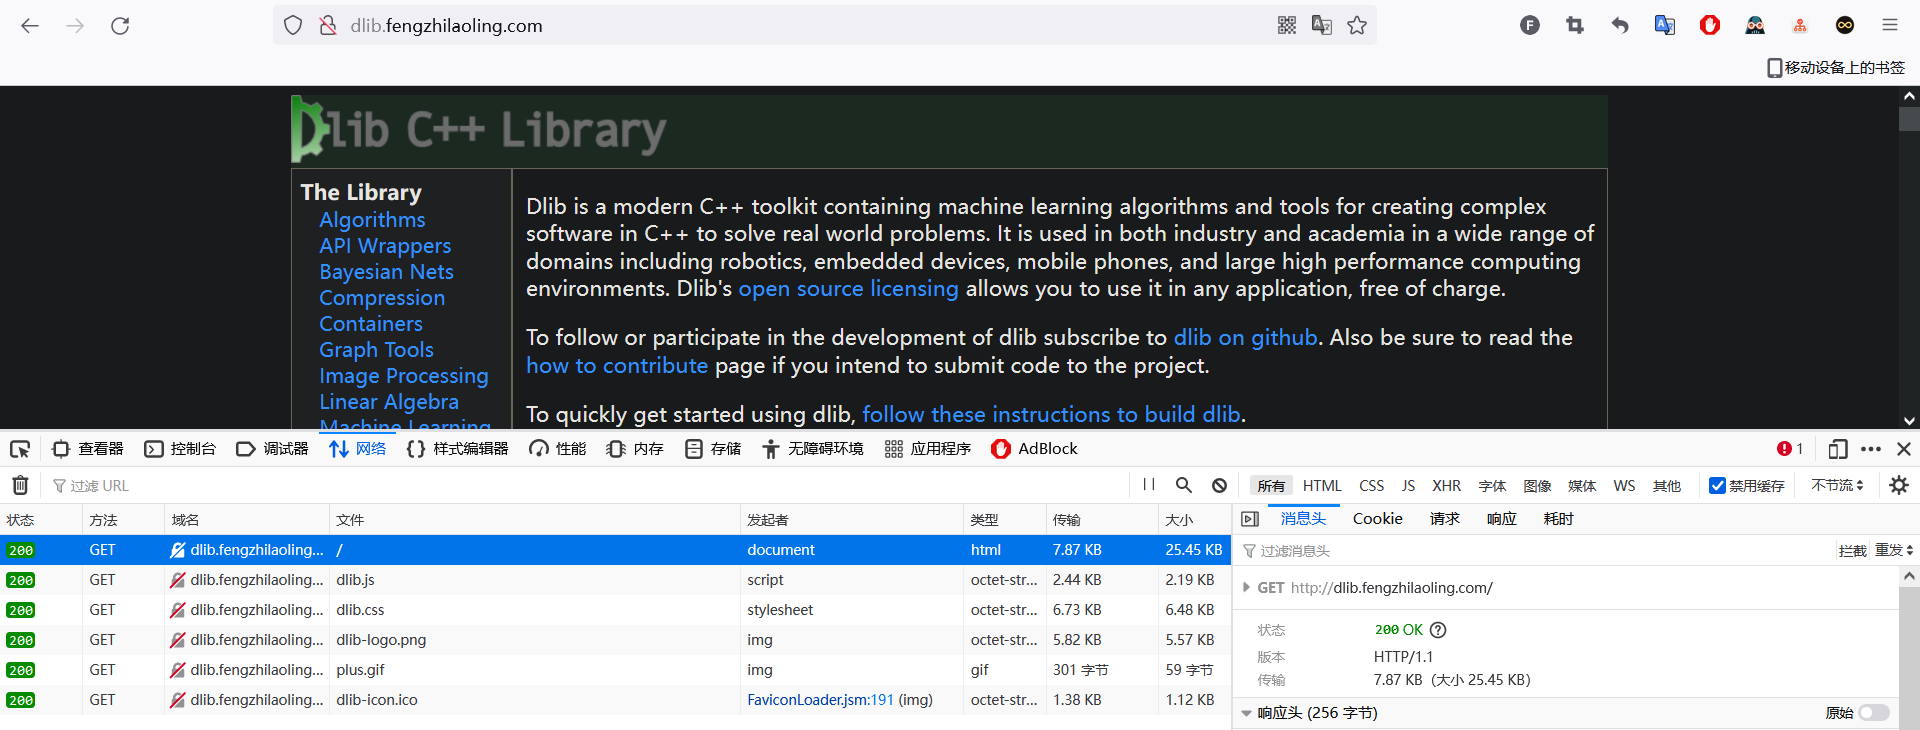 dlib.fengzhilaoling.com
移动设备上的书签
Dlib C++ Library
The Library
Algorithms
API Wrappers
Bayesian Nets
Compression
Containers
Graph Tools
Image Processing
Linear Algebra
Machine Learning
Dlib is a modern C++ toolkit containing machine learning algorithms and tools for creating complex
software in C++ to solve real world problems. It is used in both industry and academia in a wide range of
domains including robotics, embedded devices, mobile phones, and large high performance computing
environments. Dlib's open source licensing allows you to use it in any application, free of charge.
To follow or participate in the development of dlib subscribe to dlib on github. Also be sure to read the
how to contribute page if you intend to submit code to the project.
To quickly get started using dlib, follow these instructions to build dlib.
查看器 控制台 调试器 网络 {} 样式编辑器 性能 内存 存储 无障碍环境 应用程序 AdBlock 1
过滤 URL 所有 HTML CSS JS XHR 字体 图像 媒体 WS 其他 禁用缓存 不节流
状态 方法 域名 文件 发起者 类型 传输 大小
200 GET dlib.fengzhilaoling... / document html 7.87 KB 25.45 KB
200 GET dlib.fengzhilaoling... dlib.js script octet-str... 2.44 KB 2.19 KB
200 GET dlib.fengzhilaoling... dlib.css stylesheet octet-str... 6.73 KB 6.48 KB
200 GET dlib.fengzhilaoling... dlib-logo.png img octet-str... 5.82 KB 5.57 KB
200 GET dlib.fengzhilaoling... plus.gif img gif 301 字节 59 字节
200 GET dlib.fengzhilaoling... dlib-icon.ico FaviconLoader.jsm:191 (img) octet-str... 1.38 KB 1.12 KB
消息头 Cookie 请求 响应 耗时
过滤消息头 拦截 重发
GET http://dlib.fengzhilaoling.com/
状态 200 OK ?
版本 HTTP/1.1
传输 7.87 KB（大小 25.45 KB）
响应头 (256 字节) 原始